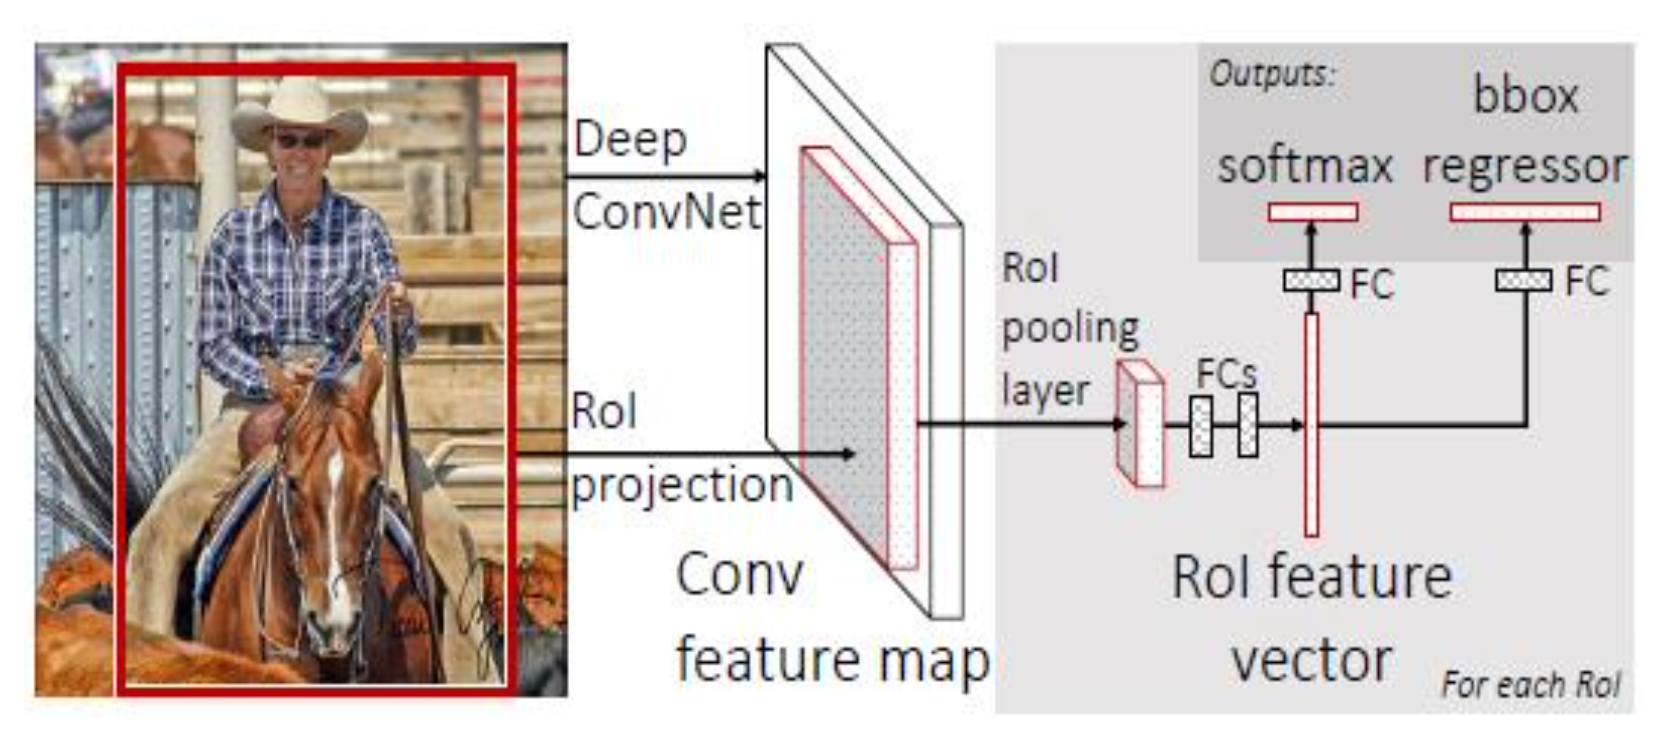 Deep
ConvNet
RoI
projection
Conv
feature map
RoI
pooling
layer
FCs
Outputs:
softmax
bbox
regressor
FC
FC
RoI feature
vector
For each RoI